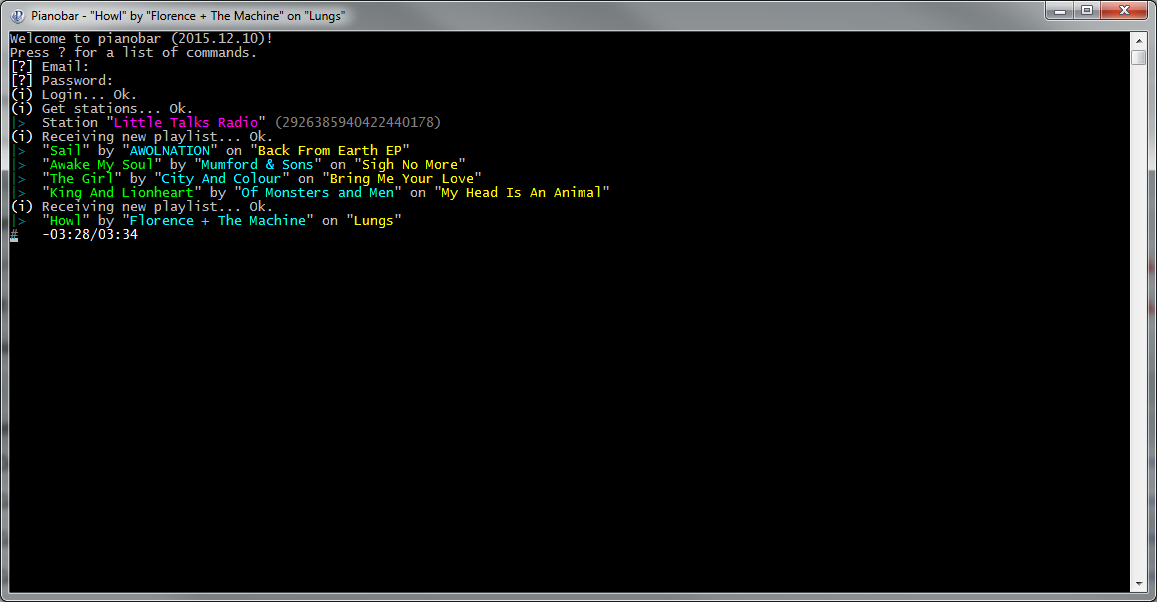 Pianobar - "Howl" by "Florence + The Machine" on "Lungs"
Welcome to pianobar (2015.12.10)!
Press ? for a list of commands.
[?] Email:
[?] Password:
(i) Login... Ok.
(i) Get stations... Ok.
|> Station "Little Talks Radio" (2926385940422440178)
(i) Receiving new playlist... Ok.
|> "Sail" by "AWOLNATION" on "Back From Earth EP"
|> "Awake My Soul" by "Mumford & Sons" on "Sigh No More"
|> "The Girl" by "City And Colour" on "Bring Me Your Love"
|> "King And Lionheart" by "Of Monsters and Men" on "My Head Is An Animal"
(i) Receiving new playlist... Ok.
|> "Howl" by "Florence + The Machine" on "Lungs"
# -03:28/03:34